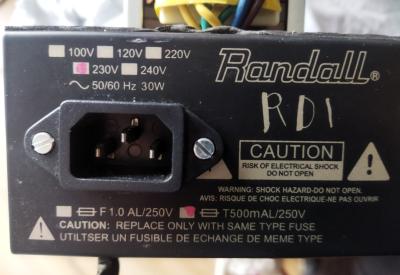 100V 120V 220V
230V 240V
~ 50/60 Hz 30W
Randall®
RD1
CAUTION
RISK OF ELECTRICAL SHOCK
DO NOT OPEN
WARNING: SHOCK HAZARD-DO NOT OPEN.
AVIS: RISQUE DE CHOC ELECTRIQUE-NE PAS OUVRIR
F1.0 AL/250V T500mAL/250V
CAUTION: REPLACE ONLY WITH SAME TYPE FUSE
UTILTSER UN FUSIBLE DE ECHANGE DE MEME TYPE